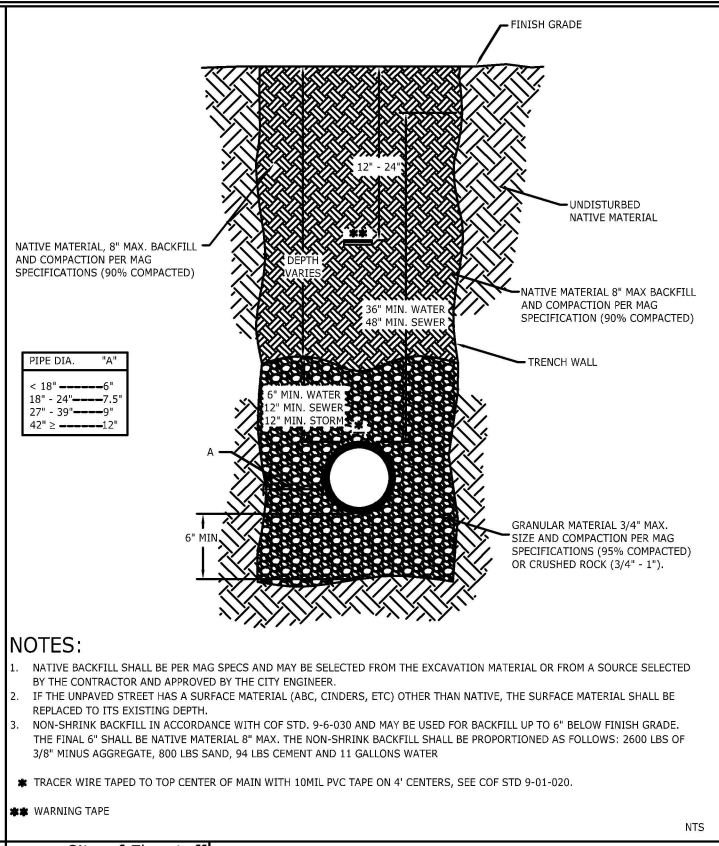 FINISH GRADE
12" - 24"
UNDISTURBED
NATIVE MATERIAL
**
NATIVE MATERIAL, 8" MAX. BACKFILL
AND COMPACTION PER MAG
SPECIFICATIONS (90% COMPACTED)
DEPTH
VARIES
NATIVE MATERIAL 8" MAX BACKFILL
AND COMPACTION PER MAG
SPECIFICATION (90% COMPACTED)
36" MIN. WATER
48" MIN. SEWER
TRENCH WALL
PIPE DIA. "A"
< 18" ------6"
18" - 24"-----7.5"
27" - 39"-----9"
42" ≥ ------12"
6" MIN. WATER
12" MIN. SEWER
12" MIN. STORM
*
A
6" MIN
GRANULAR MATERIAL 3/4" MAX.
SIZE AND COMPACTION PER MAG
SPECIFICATIONS (95% COMPACTED)
OR CRUSHED ROCK (3/4" - 1").
NOTES:
1. NATIVE BACKFILL SHALL BE PER MAG SPECS AND MAY BE SELECTED FROM THE EXCAVATION MATERIAL OR FROM A SOURCE SELECTED
BY THE CONTRACTOR AND APPROVED BY THE CITY ENGINEER.
2. IF THE UNPAVED STREET HAS A SURFACE MATERIAL (ABC, CINDERS, ETC) OTHER THAN NATIVE, THE SURFACE MATERIAL SHALL BE
REPLACED TO ITS EXISTING DEPTH.
3. NON-SHRINK BACKFILL IN ACCORDANCE WITH COF STD. 9-6-030 AND MAY BE USED FOR BACKFILL UP TO 6" BELOW FINISH GRADE.
THE FINAL 6" SHALL BE NATIVE MATERIAL 8" MAX. THE NON-SHRINK BACKFILL SHALL BE PROPORTIONED AS FOLLOWS: 2600 LBS OF
3/8" MINUS AGGREGATE, 800 LBS SAND, 94 LBS CEMENT AND 11 GALLONS WATER
* TRACER WIRE TAPED TO TOP CENTER OF MAIN WITH 10MIL PVC TAPE ON 4' CENTERS, SEE COF STD 9-01-020.
** WARNING TAPE
NTS